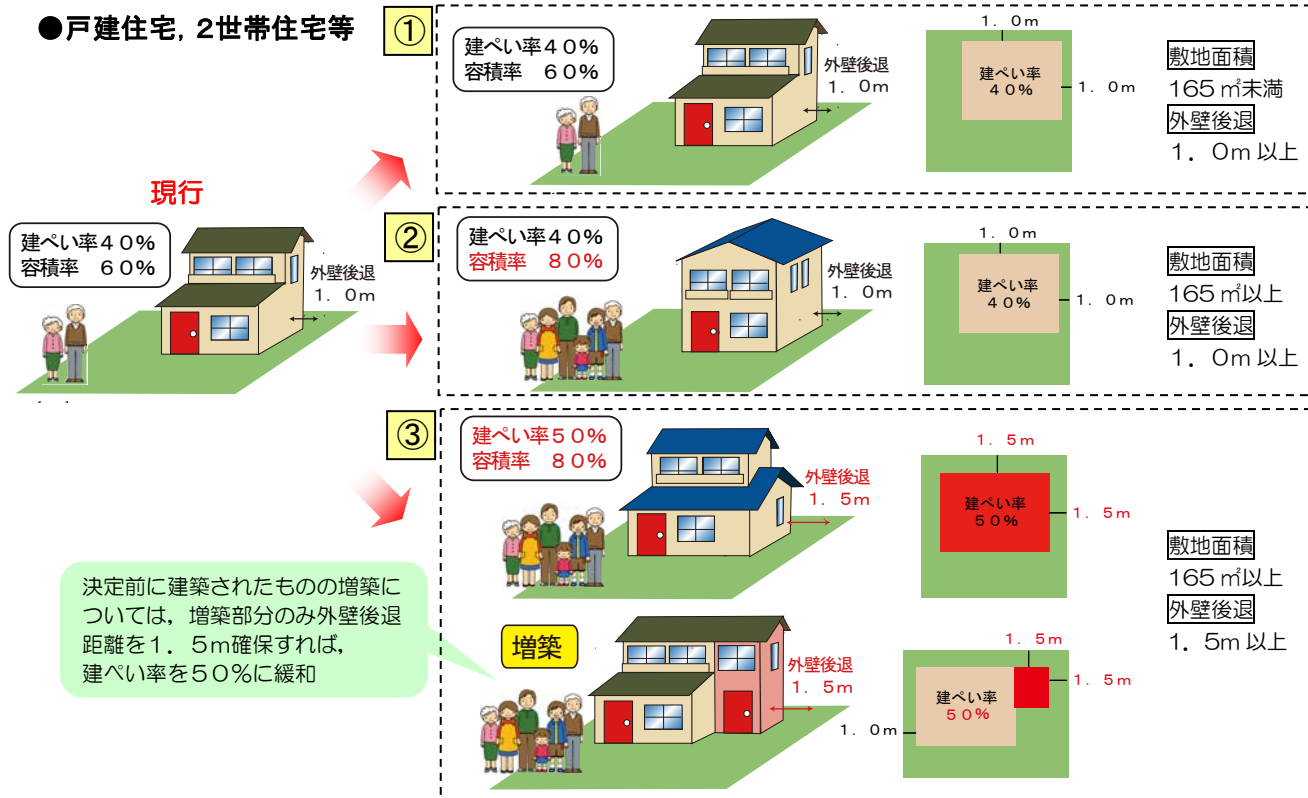 ●戸建住宅，２世帯住宅等
現行
建ぺい率４０％
容積率　６０％
外壁後退
１．０ｍ
①
建ぺい率４０％
容積率　６０％
外壁後退
１．０ｍ
１．０ｍ
建ぺい率
４０％
１．０ｍ
敷地面積
165 ㎡未満
外壁後退
１．０ｍ以上
②
建ぺい率４０％
容積率　８０％
外壁後退
１．０ｍ
１．０ｍ
建ぺい率
４０％
１．０ｍ
敷地面積
165 ㎡以上
外壁後退
１．０ｍ以上
③
建ぺい率５０％
容積率　８０％
外壁後退
１．５ｍ
１．５ｍ
建ぺい率
５０％
１．５ｍ
敷地面積
165 ㎡以上
外壁後退
１．５ｍ以上
決定前に建築されたものの増築に
ついては，増築部分のみ外壁後退
距離を１．５ｍ確保すれば，
建ぺい率を５０％に緩和
増築
外壁後退
１．５ｍ
１．５ｍ
１．５ｍ
建ぺい率
５０％
１．０ｍ